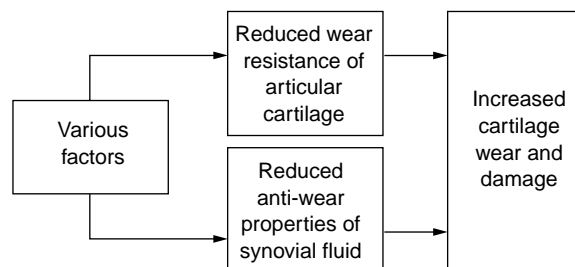 Various
factors
Reduced wear
resistance of
articular
cartilage
Reduced
anti-wear
properties of
synovial fluid
Increased
cartilage
wear and
damage